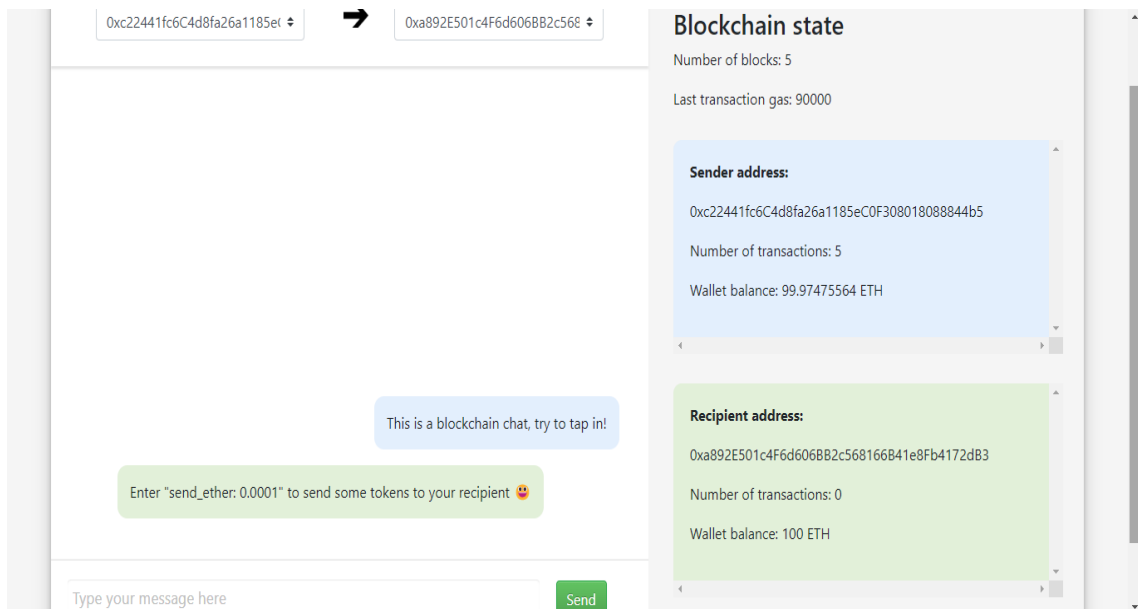 0xc22441fc6C4d8fa26a1185e(
0xa892E501c4F6d606BB2c568
This is a blockchain chat, try to tap in!
Enter "send_ether: 0.0001" to send some tokens to your recipient 😃
Type your message here
Send
Blockchain state
Number of blocks: 5
Last transaction gas: 90000
Sender address:
0xc22441fc6C4d8fa26a1185eC0F308018088844b5
Number of transactions: 5
Wallet balance: 99.97475564 ETH
Recipient address:
0xa892E501c4F6d606BB2c568166B41e8Fb4172dB3
Number of transactions: 0
Wallet balance: 100 ETH